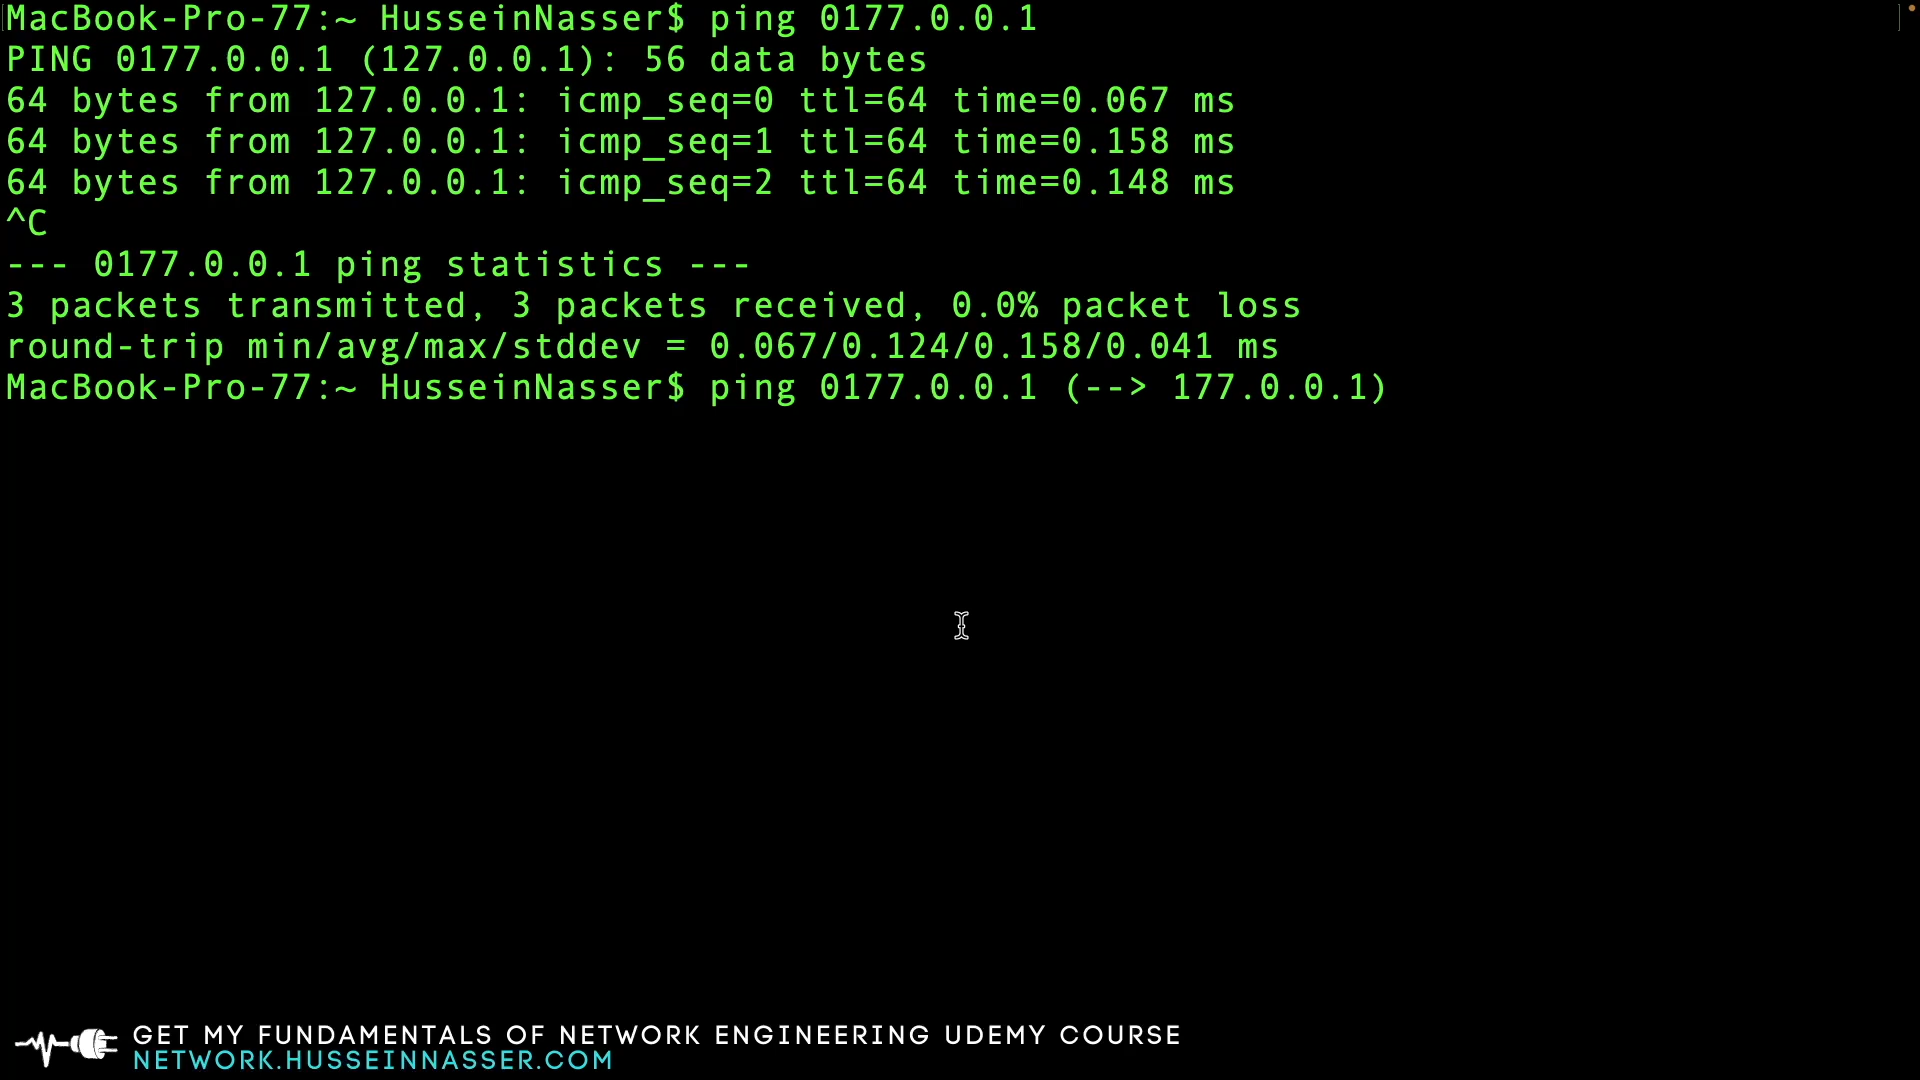 MacBook-Pro-77:~ HusseinNasser$ ping 0177.0.0.1
PING 0177.0.0.1 (127.0.0.1): 56 data bytes
64 bytes from 127.0.0.1: icmp_seq=0 ttl=64 time=0.067 ms
64 bytes from 127.0.0.1: icmp_seq=1 ttl=64 time=0.158 ms
64 bytes from 127.0.0.1: icmp_seq=2 ttl=64 time=0.148 ms
^C
--- 0177.0.0.1 ping statistics ---
3 packets transmitted, 3 packets received, 0.0% packet loss
round-trip min/avg/max/stddev = 0.067/0.124/0.158/0.041 ms
MacBook-Pro-77:~ HusseinNasser$ ping 0177.0.0.1 (--> 177.0.0.1)
GET MY FUNDAMENTALS OF NETWORK ENGINEERING UDEMY COURSE
NETWORK.HUSSEINNASSER.COM